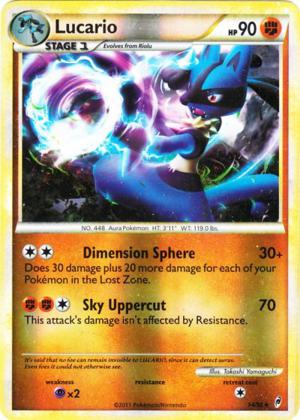 Lucario
HP 90
STAGE 1 Evolves from Riolu
NO. 448 Aura Pokémon HT. 3'11" WT. 119.0 lbs.
Dimension Sphere 30+
Does 30 damage plus 20 more damage for each of your
Pokémon in the Lost Zone.
Sky Uppercut 70
This attack's damage isn't affected by Resistance.
It's said that no foe can remain invisible to LUCARIO, since it can detect auras.
Even foes it could not otherwise see.
Illus. Takashi Yamaguchi
weakness resistance retreat cost
×2
©2011 Pokémon/Nintendo